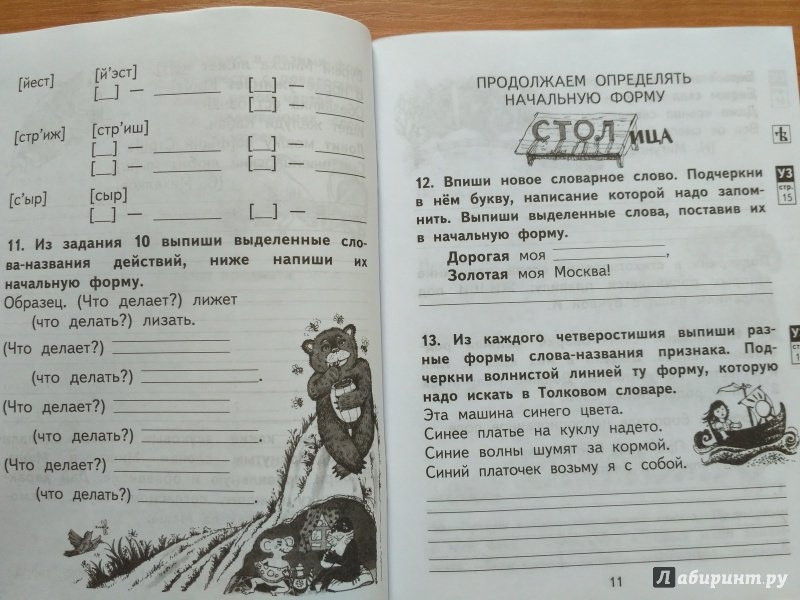 [йест] [й'эст]
[ ] — [ ] —
[ ] —
[стр'иж] [стр'иш]
[ ] — [ ] —
[ ] — [ ] —
[с'ыр] [сыр]
[ ] — [ ] —
11. Из задания 10 выпиши выделенные сло-
ва-названия действий, ниже напиши их
начальную форму.
Образец. (Что делает?) лижет
(что делать?) лизать.
(Что делает?)
(что делать?) .
(Что делает?)
(что делать?) .
(Что делает?)
(что делать?) .
ПРОДОЛЖАЕМ ОПРЕДЕЛЯТЬ
НАЧАЛЬНУЮ ФОРМУ
СТОЛИЦА
УЗ
стр.
15
12. Впиши новое словарное слово. Подчеркни
в нём букву, написание которой надо запом-
нить. Выпиши выделенные слова, поставив их
в начальную форму.
Дорогая моя ,
Золотая моя Москва!
13. Из каждого четверостишия выпиши раз-
ные формы слова-названия признака. Под-
черкни волнистой линией ту форму, которую
надо искать в Толковом словаре.
Эта машина синего цвета.
Синее платье на куклу надето.
Синие волны шумят за кормой.
Синий платочек возьму я с собой.
11
Лабиринт.ру